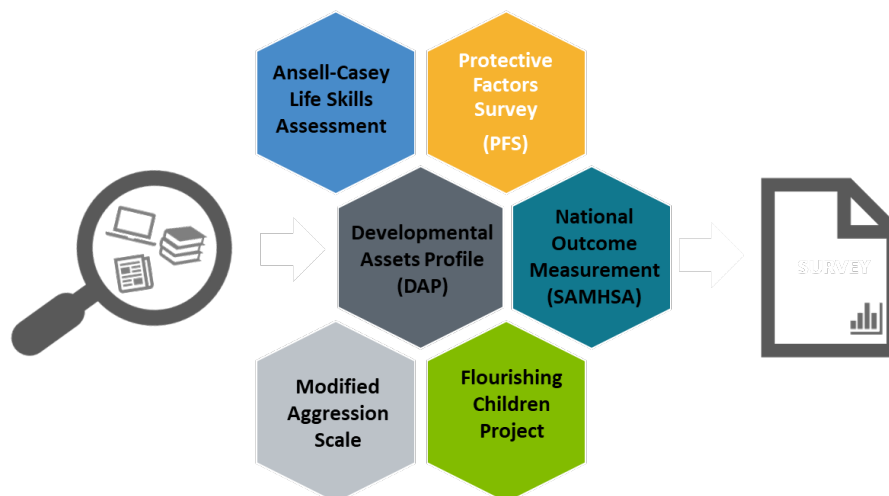 Ansell-Casey
Life Skills
Assessment
Protective
Factors
Survey
(PFS)
Developmental
Assets Profile
(DAP)
National
Outcome
Measurement
(SAMHSA)
SURVEY
Modified
Aggression
Scale
Flourishing
Children
Project